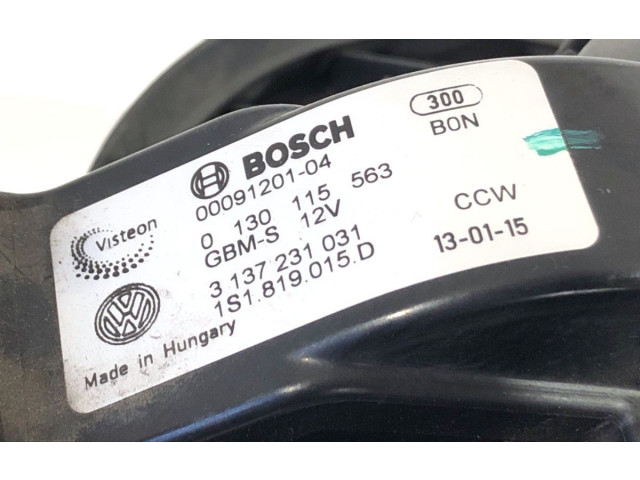 BOSCH
00091201-04
0 130 115 563
GBM-S 12V
3 137 231 031
1S1.819.015.D
Made in Hungary
Visteon
VW
300
B0N
CCW
13-01-15